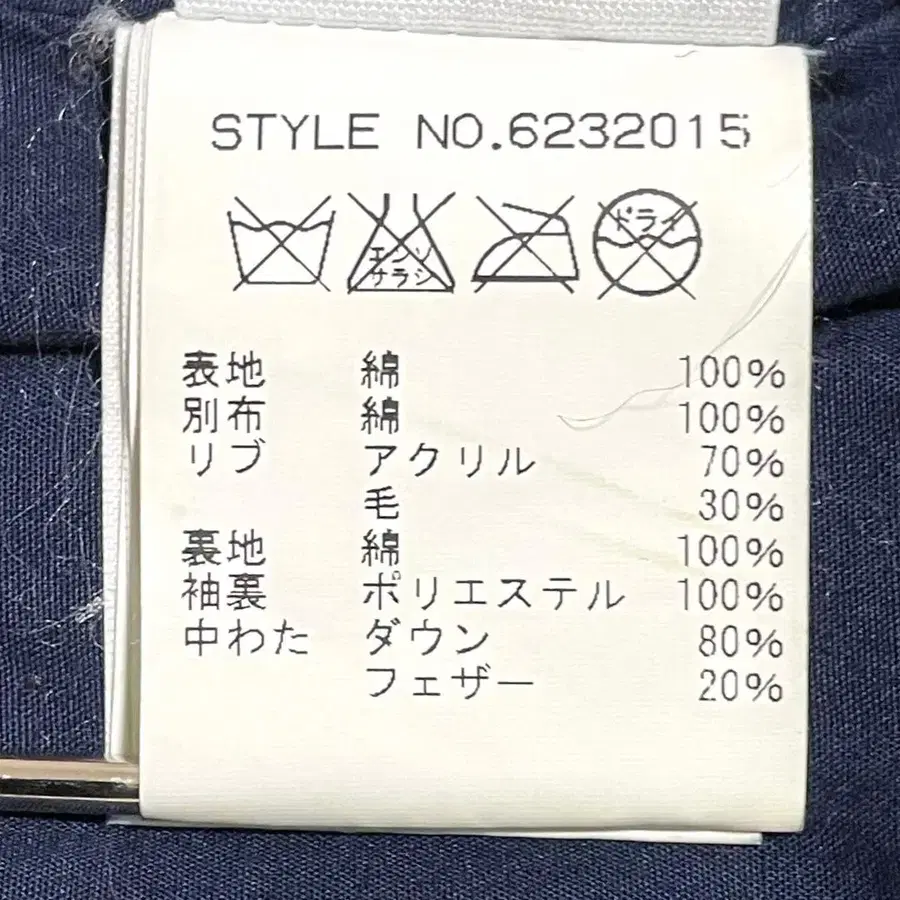 STYLE NO.6232015
エンソ サラシ ドライ
表地 綿 100%
別布 綿 100%
リブ アクリル 70%
毛 30%
裏地 綿 100%
袖裏 ポリエステル 100%
中わた ダウン 80%
フェザー 20%